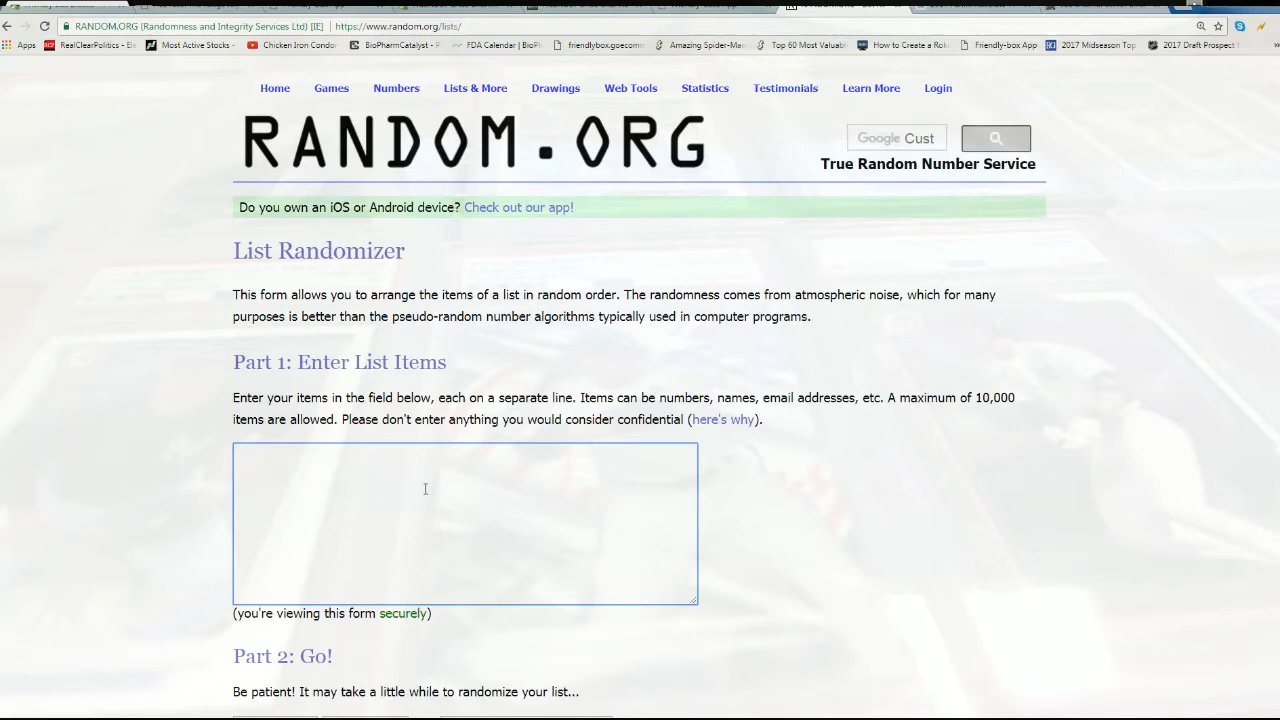 RANDOM.ORG (Randomness and Integrity Services Ltd) [IE] https://www.random.org/lists/
Apps RealClearPolitics - Ele Most Active Stocks - Chicken Iron Condor BioPharmCatalyst - P FDA Calendar | BioPh friendlybox.goecomm Amazing Spider-Man Top 60 Most Valuable How to Create a Roku Friendly-box App 2017 Midseason Top 2017 Draft Prospect »
Home Games Numbers Lists & More Drawings Web Tools Statistics Testimonials Learn More Login
RANDOM.ORG
Google Cust
True Random Number Service
Do you own an iOS or Android device? Check out our app!
List Randomizer
This form allows you to arrange the items of a list in random order. The randomness comes from atmospheric noise, which for many
purposes is better than the pseudo-random number algorithms typically used in computer programs.
Part 1: Enter List Items
Enter your items in the field below, each on a separate line. Items can be numbers, names, email addresses, etc. A maximum of 10,000
items are allowed. Please don't enter anything you would consider confidential (here's why).
(you're viewing this form securely)
Part 2: Go!
Be patient! It may take a little while to randomize your list...